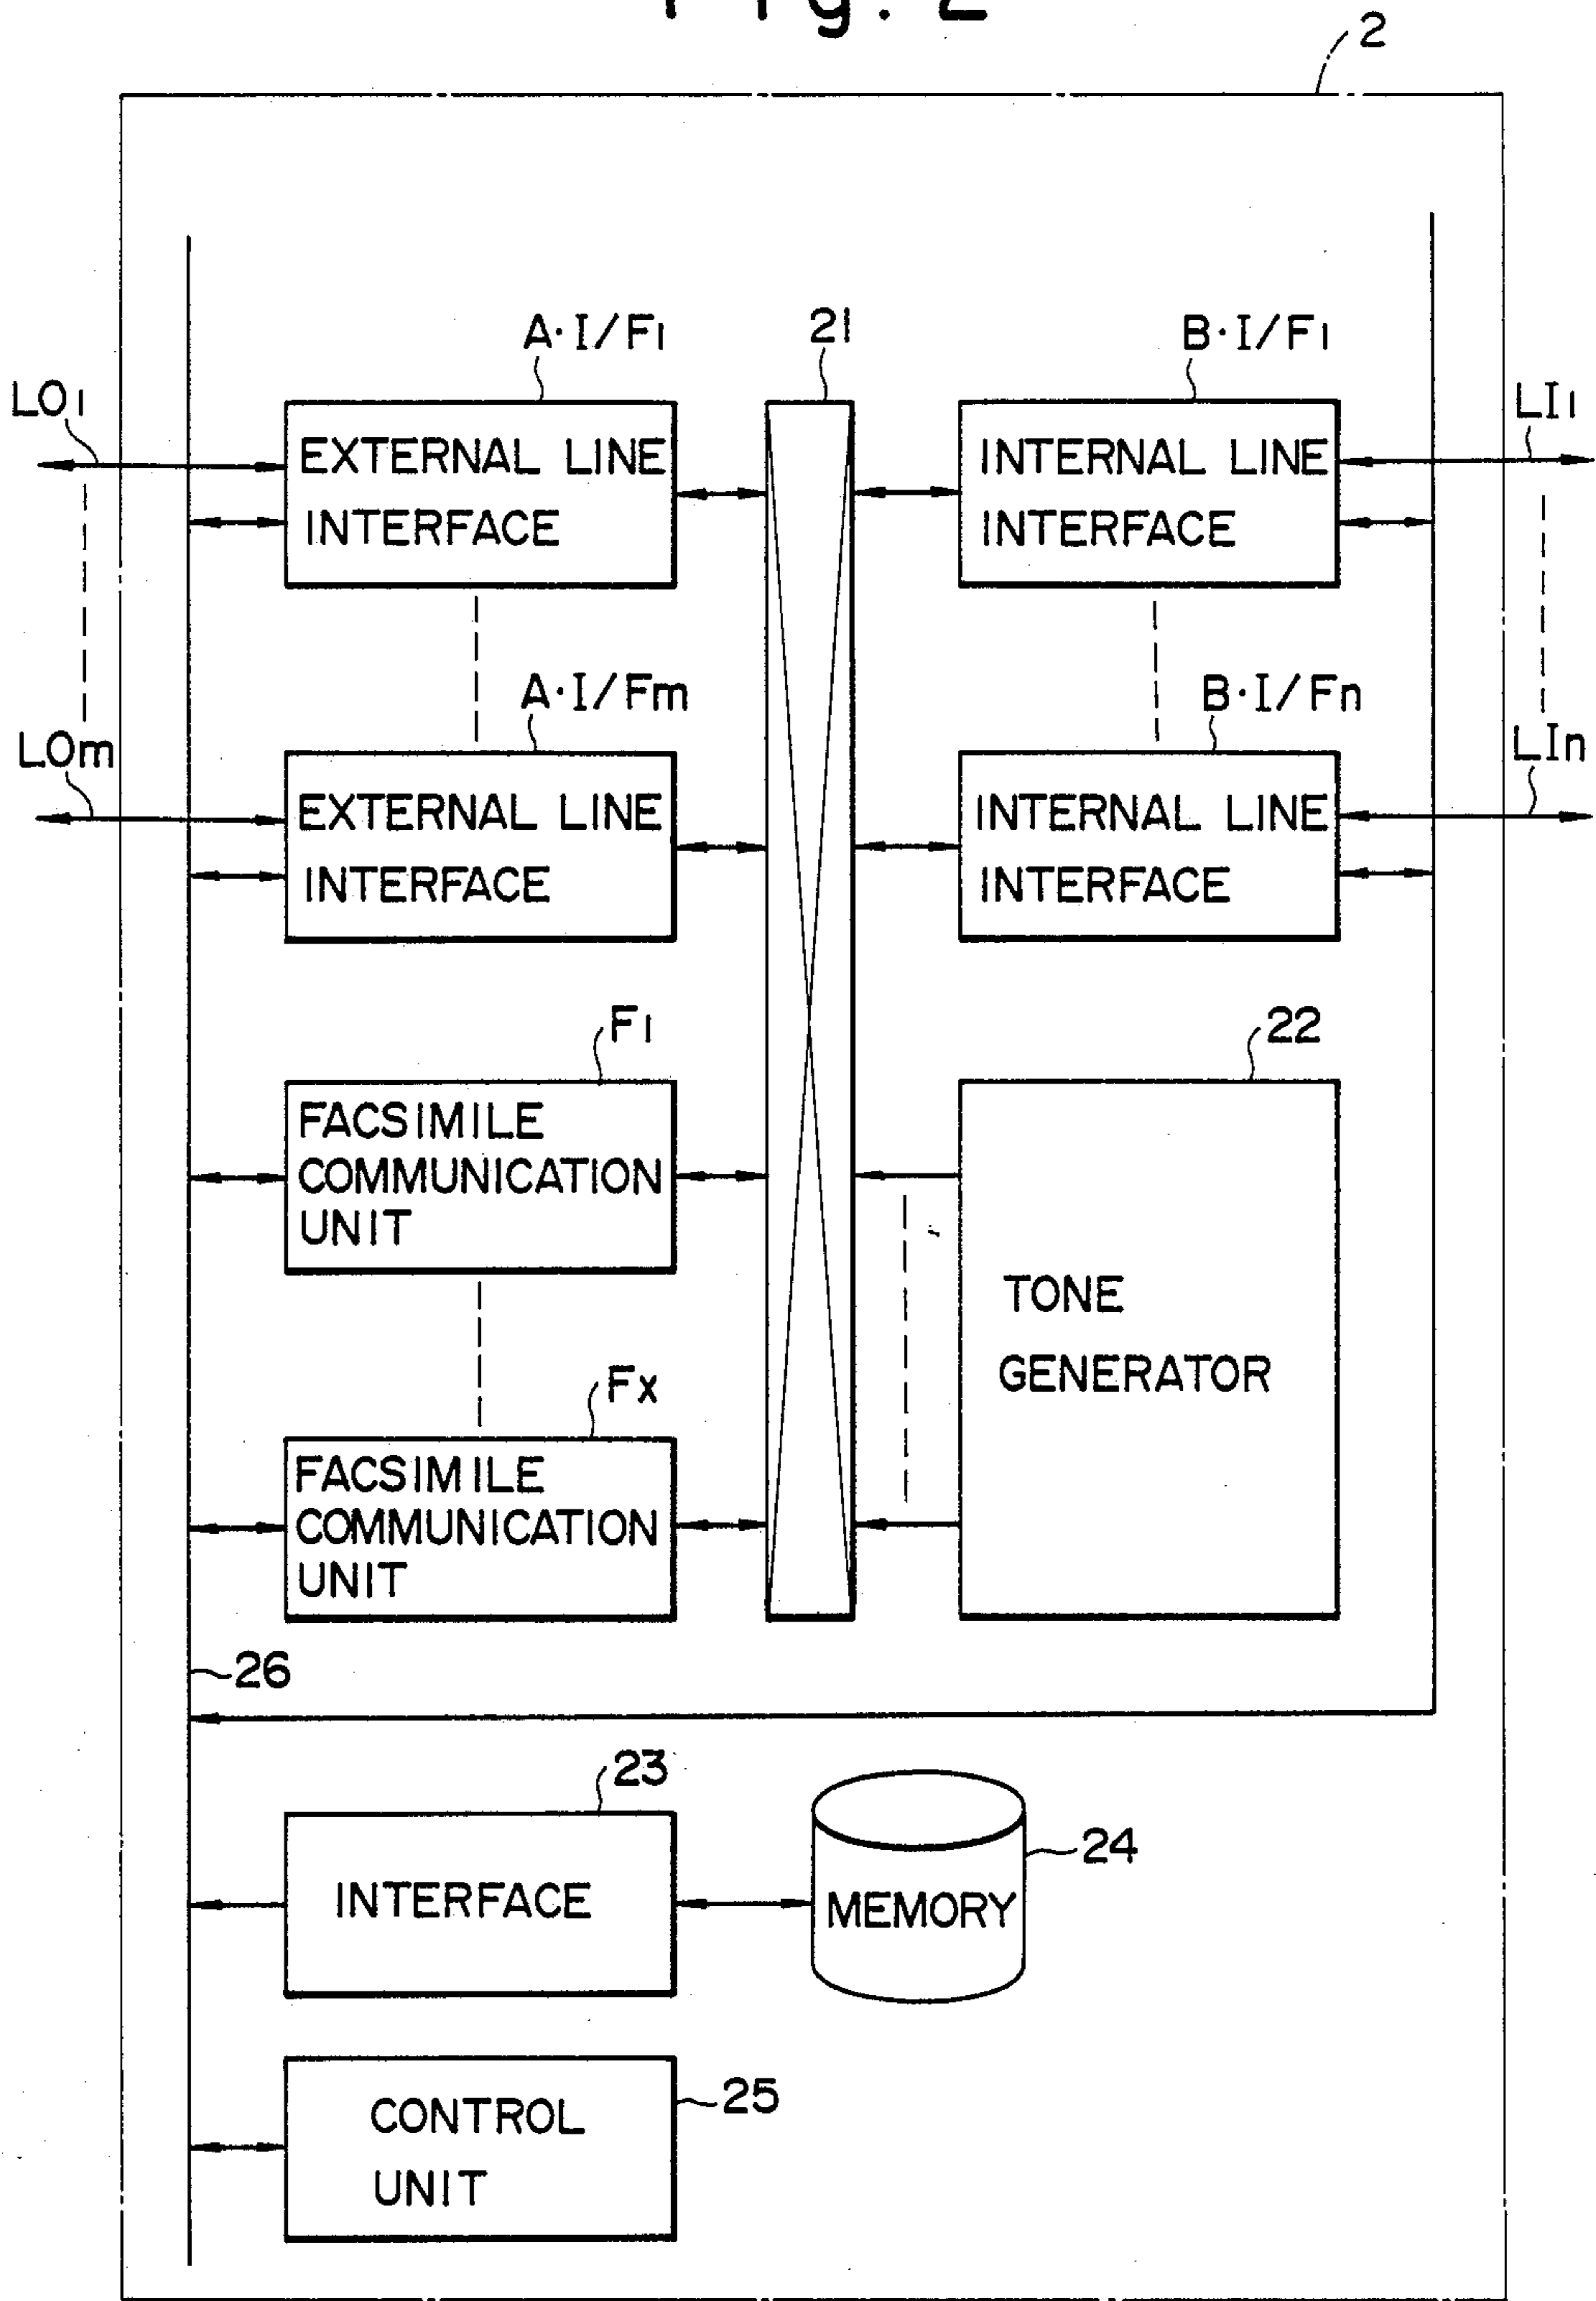 Fig. 2
2
A·I/F1
21
B·I/F1
LO1
EXTERNAL LINE
INTERFACE
INTERNAL LINE
INTERFACE
LI1
A·I/Fm
B·I/Fn
LOm
EXTERNAL LINE
INTERFACE
INTERNAL LINE
INTERFACE
LIn
F1
22
FACSIMILE
COMMUNICATION
UNIT
TONE
GENERATOR
Fx
FACSIMILE
COMMUNICATION
UNIT
26
23
INTERFACE
24
MEMORY
25
CONTROL
UNIT